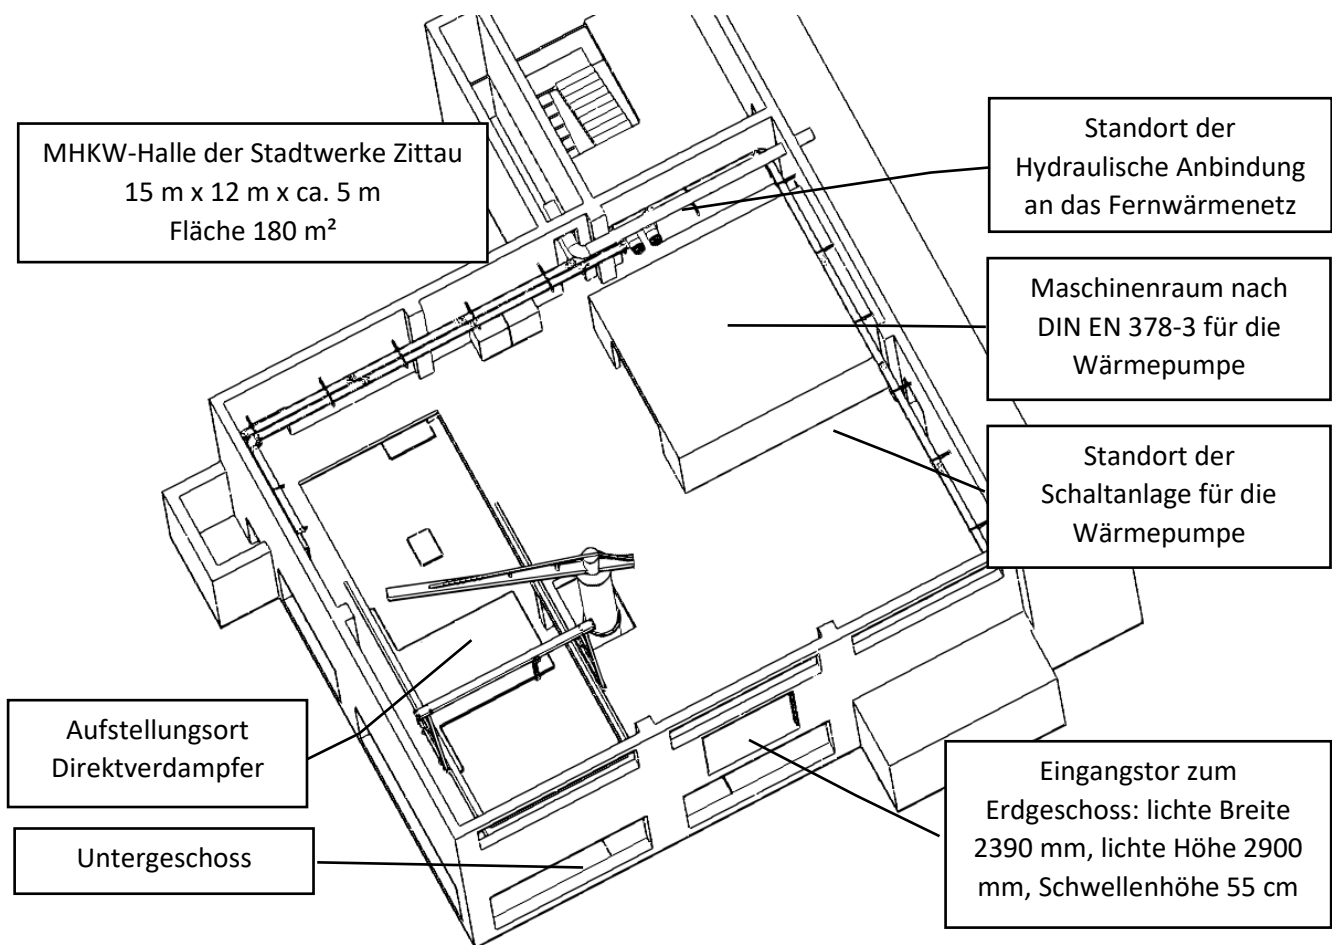 MHKW-Halle der Stadtwerke Zittau
15 m x 12 m x ca. 5 m
Fläche 180 m²
Standort der
Hydraulische Anbindung
an das Fernwärmenetz
Maschinenraum nach
DIN EN 378-3 für die
Wärmepumpe
Standort der
Schaltanlage für die
Wärmepumpe
Aufstellungsort
Direktverdampfer
Untergeschoss
Eingangstor zum
Erdgeschoss: lichte Breite
2390 mm, lichte Höhe 2900
mm, Schwellenhöhe 55 cm